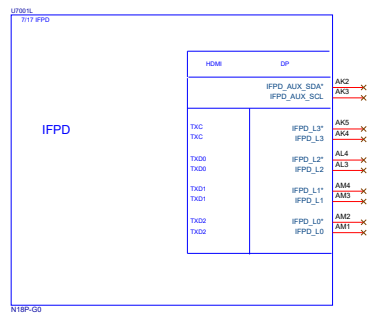 U7001L
7/17 IFPD
HDMI DP
IFPD_AUX_SDA* AK2
IFPD_AUX_SCL AK3
IFPD
TXC IFPD_L3* AK5
TXC IFPD_L3 AK4
TXD0 IFPD_L2* AL4
TXD0 IFPD_L2 AL3
TXD1 IFPD_L1* AM4
TXD1 IFPD_L1 AM3
TXD2 IFPD_L0* AM2
TXD2 IFPD_L0 AM1
N18P-G0